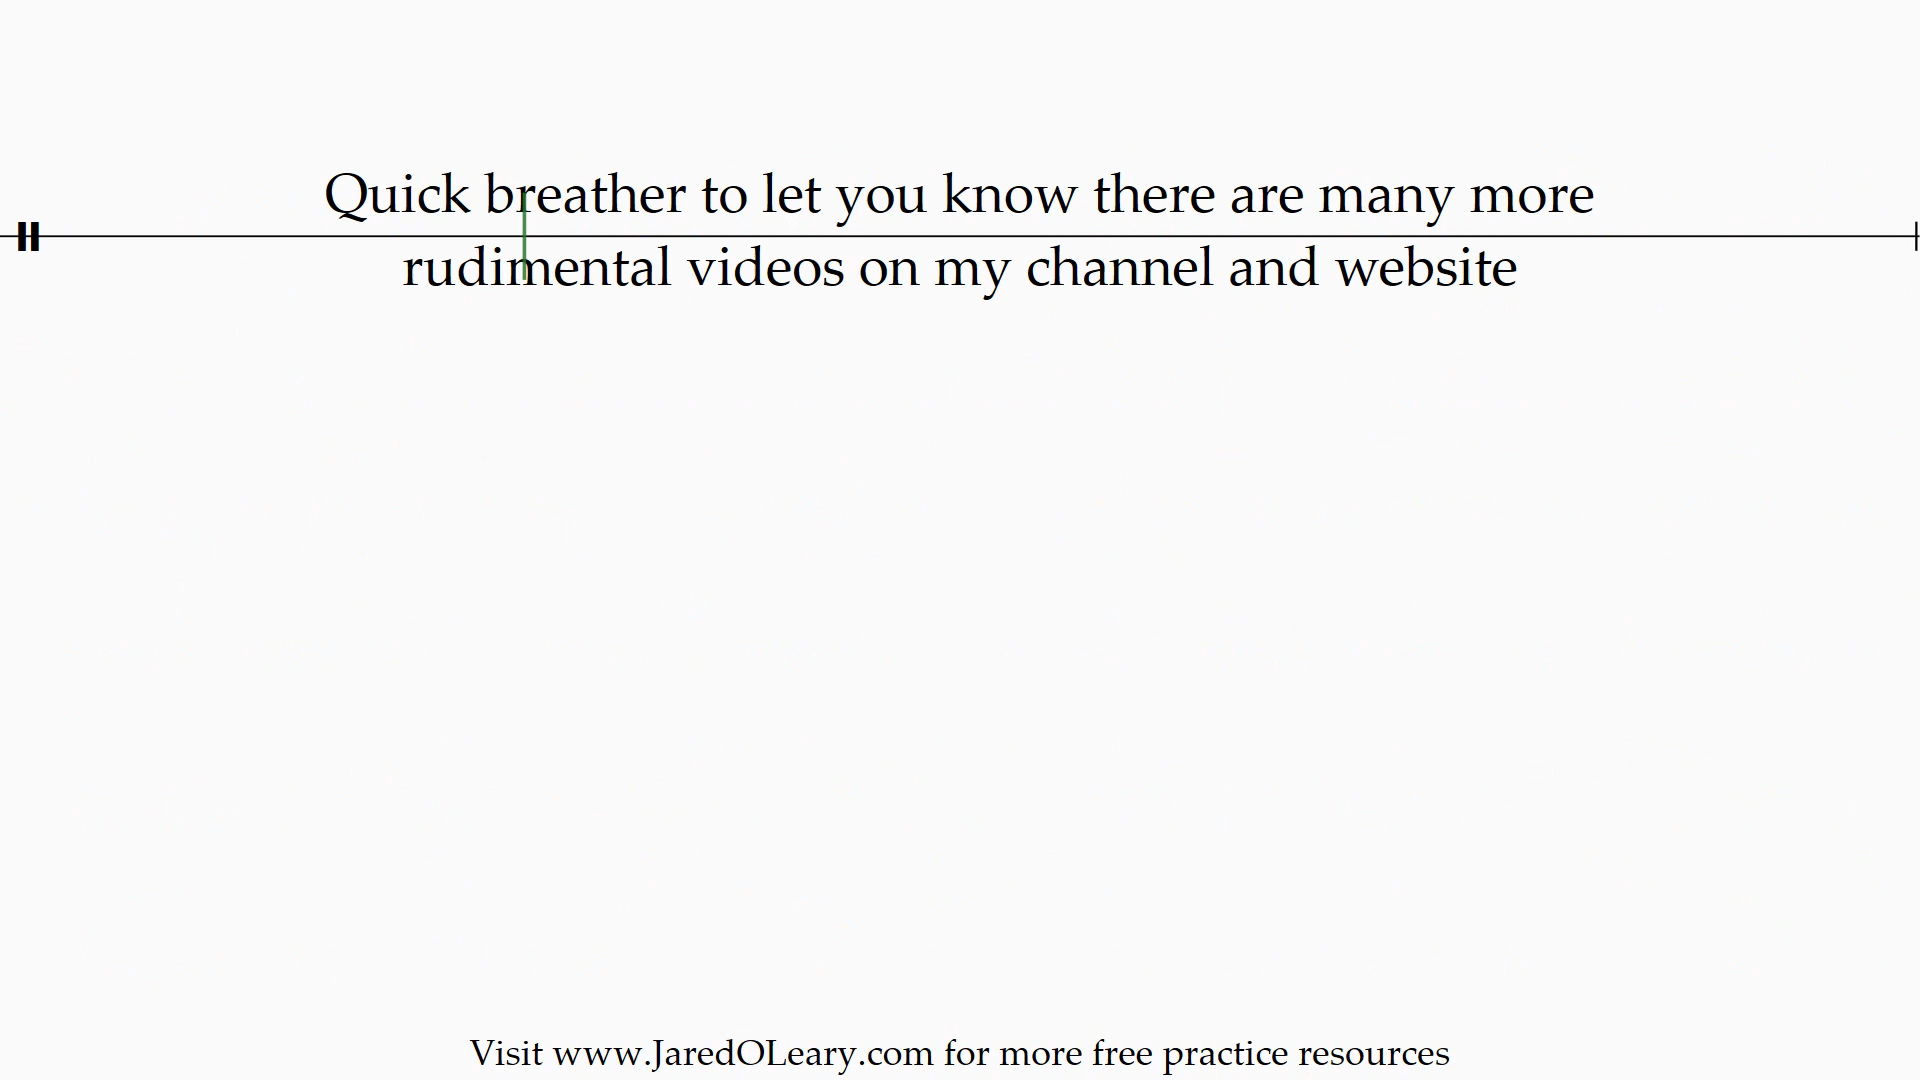 Quick breather to let you know there are many more
rudimental videos on my channel and website
Visit www.JaredOLeary.com for more free practice resources